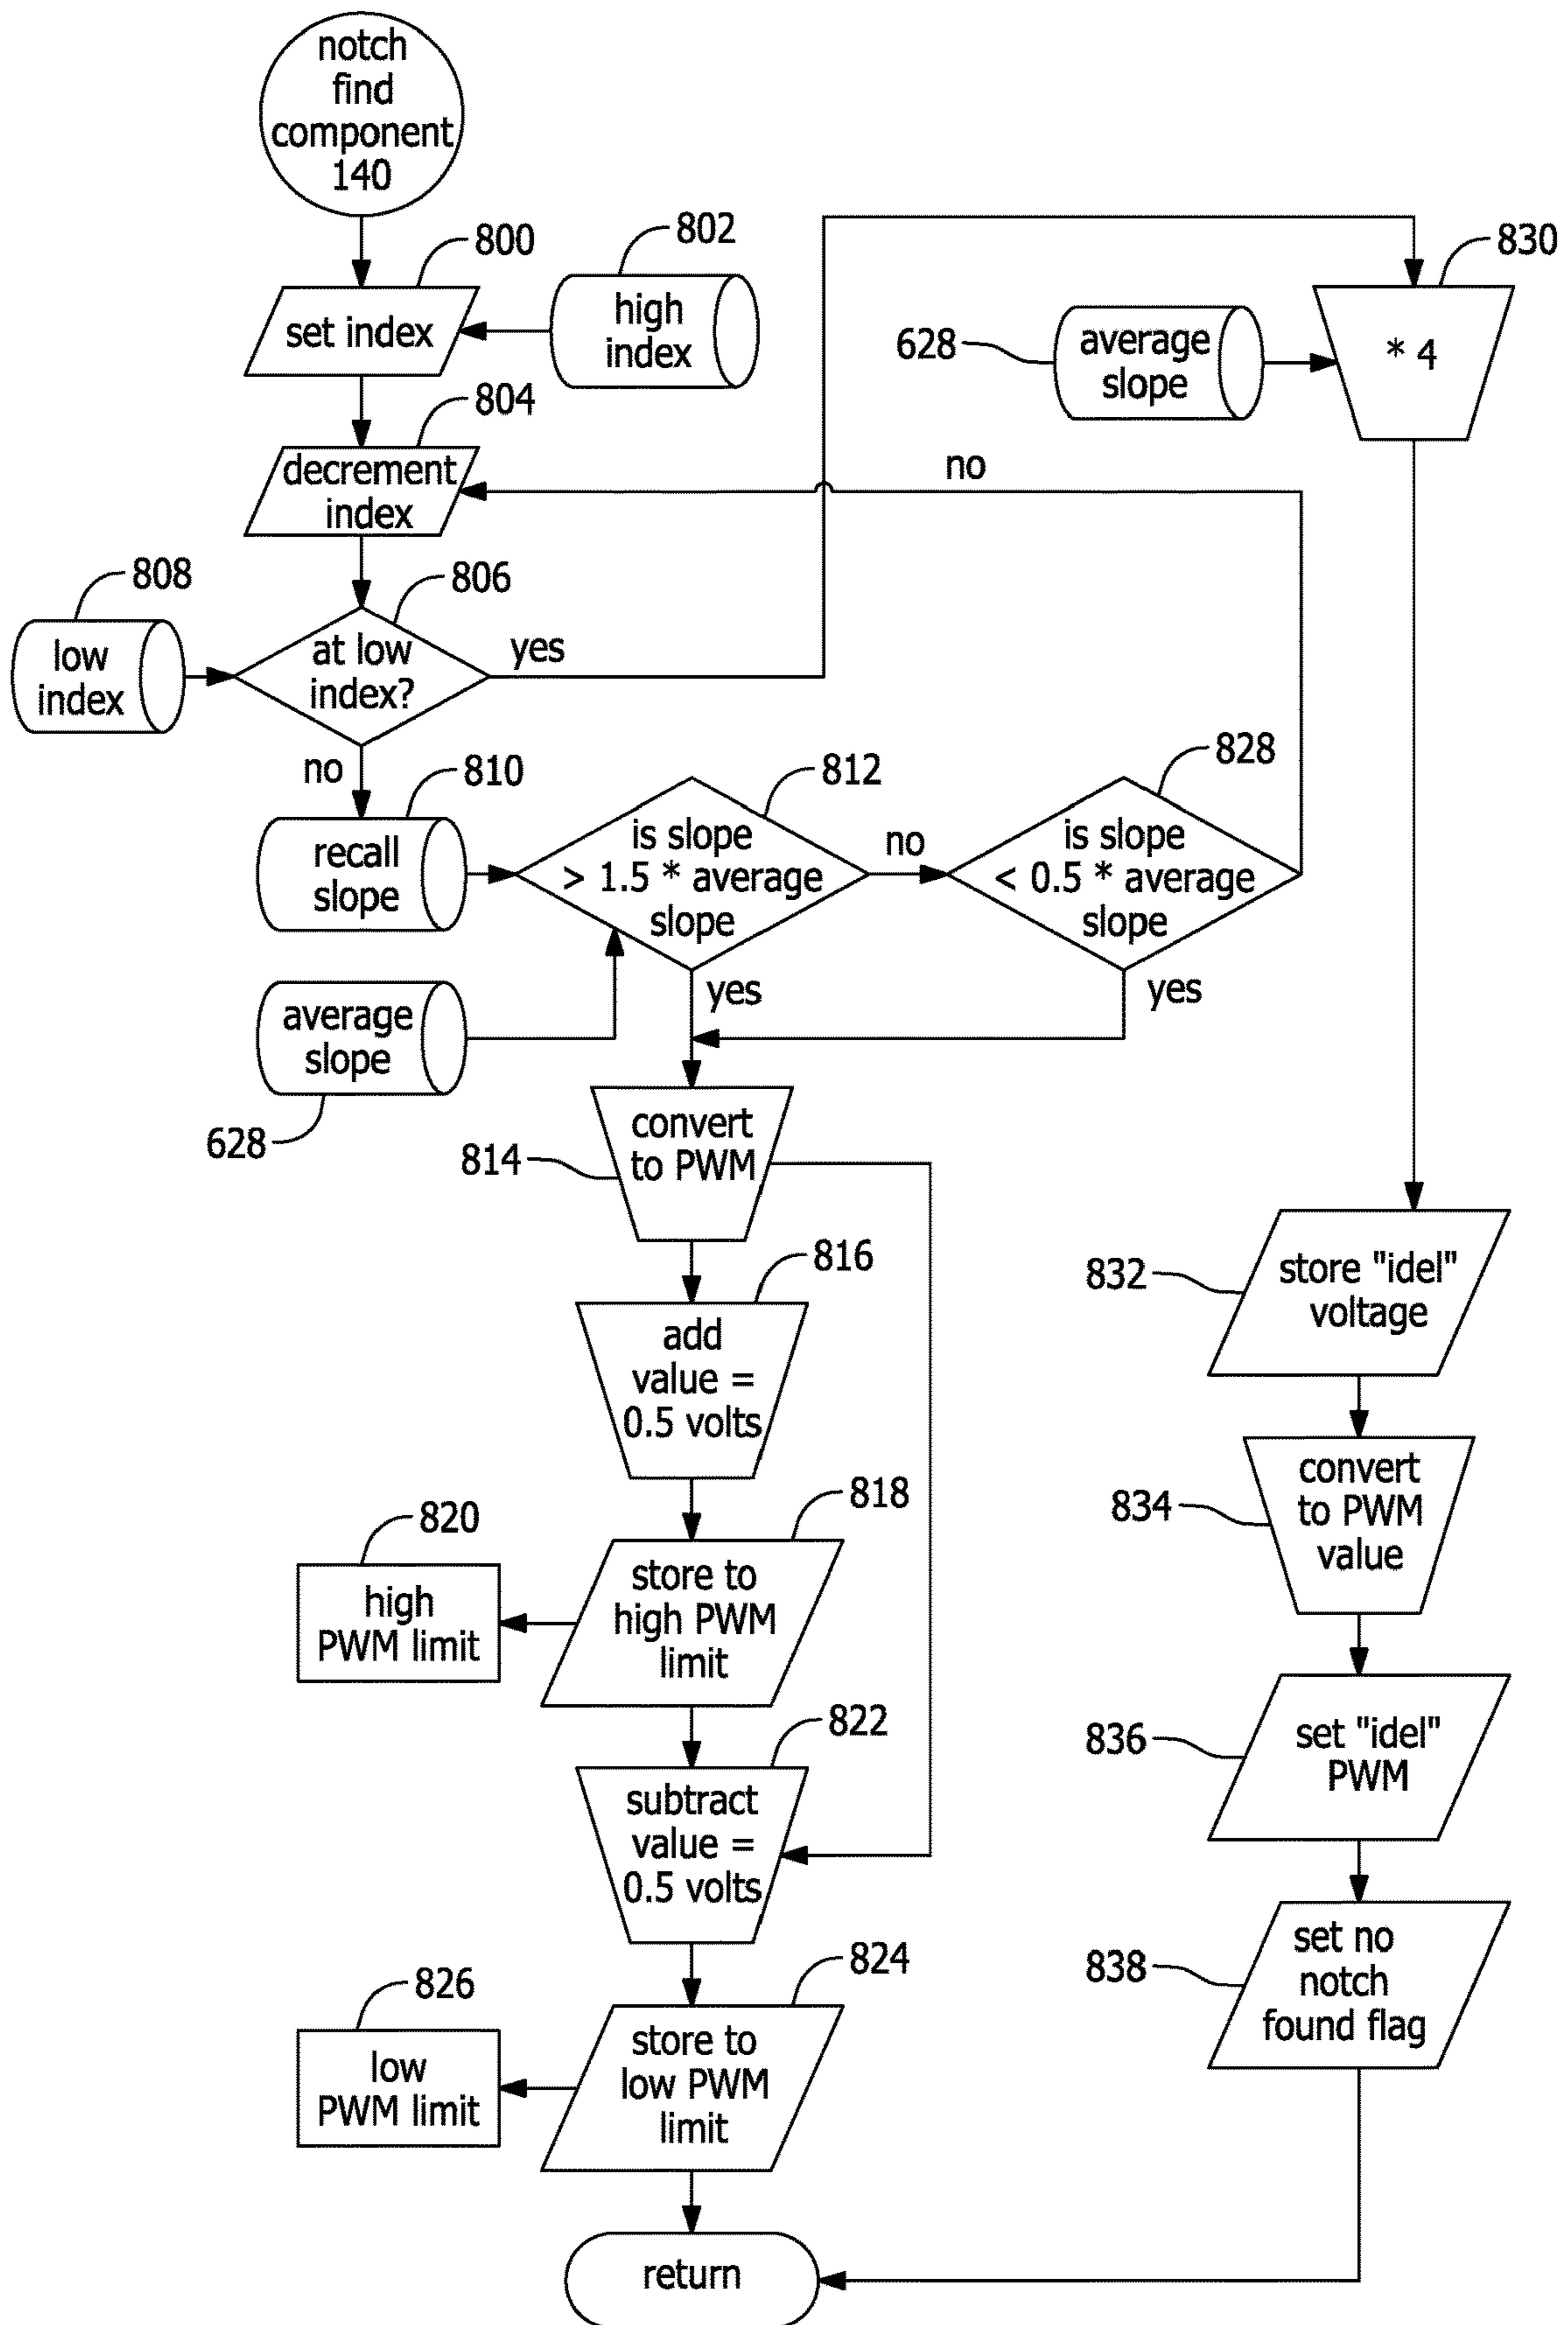 notch
find
component
140
800
802
830
set index
high
index
628
average
slope
* 4
804
decrement
index
no
808
806
low
index
at low
index?
yes
no
810
812
828
recall
slope
is slope
> 1.5 * average
slope
no
is slope
< 0.5 * average
slope
yes
yes
average
slope
628
814
convert
to PWM
816
add
value =
0.5 volts
832
store "idel"
voltage
818
820
high
PWM limit
store to
high PWM
limit
834
convert
to PWM
value
822
subtract
value =
0.5 volts
836
set "idel"
PWM
824
826
low
PWM limit
store to
low PWM
limit
838
set no
notch
found flag
return